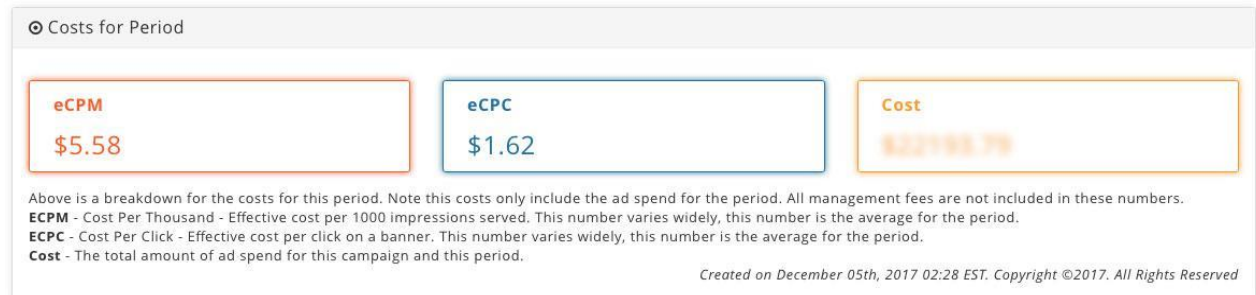 Costs for Period
eCPM
eCPC
Cost
$5.58
$1.62
Above is a breakdown for the costs for this period. Note this costs only include the ad spend for the period. All management fees are not included in these numbers.
ECPM - Cost Per Thousand - Effective cost per 1000 impressions served. This number varies widely, this number is the average for the period.
ECPC - Cost Per Click - Effective cost per click on a banner. This number varies widely, this number is the average for the period.
Cost - The total amount of ad spend for this campaign and this period.
Created on December 05th, 2017 02:28 EST. Copyright ©2017. All Rights Reserved